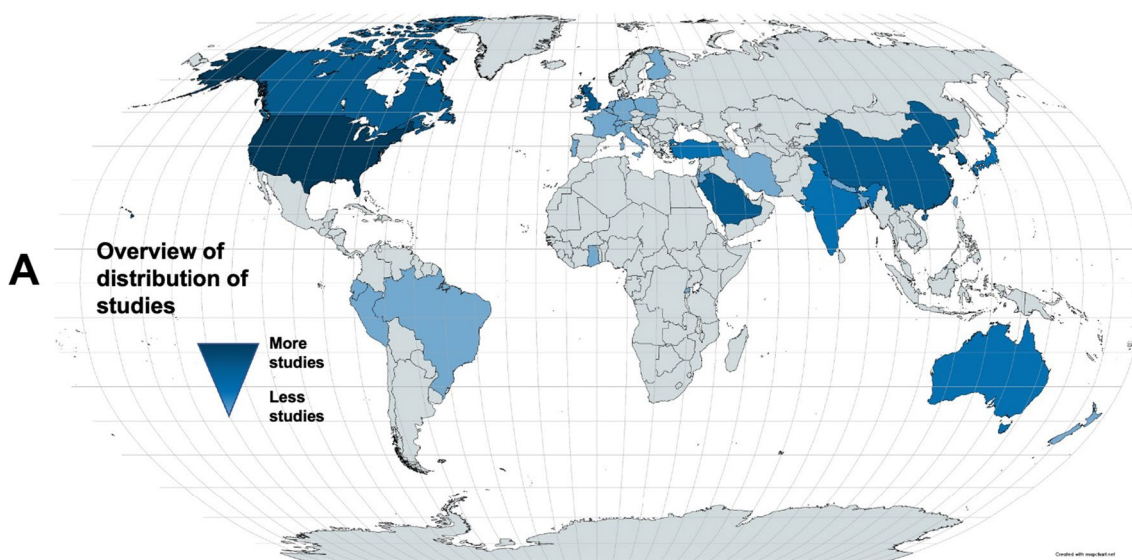 A
Overview of
distribution of
studies
More
studies
Less
studies
Created with mapchart.net